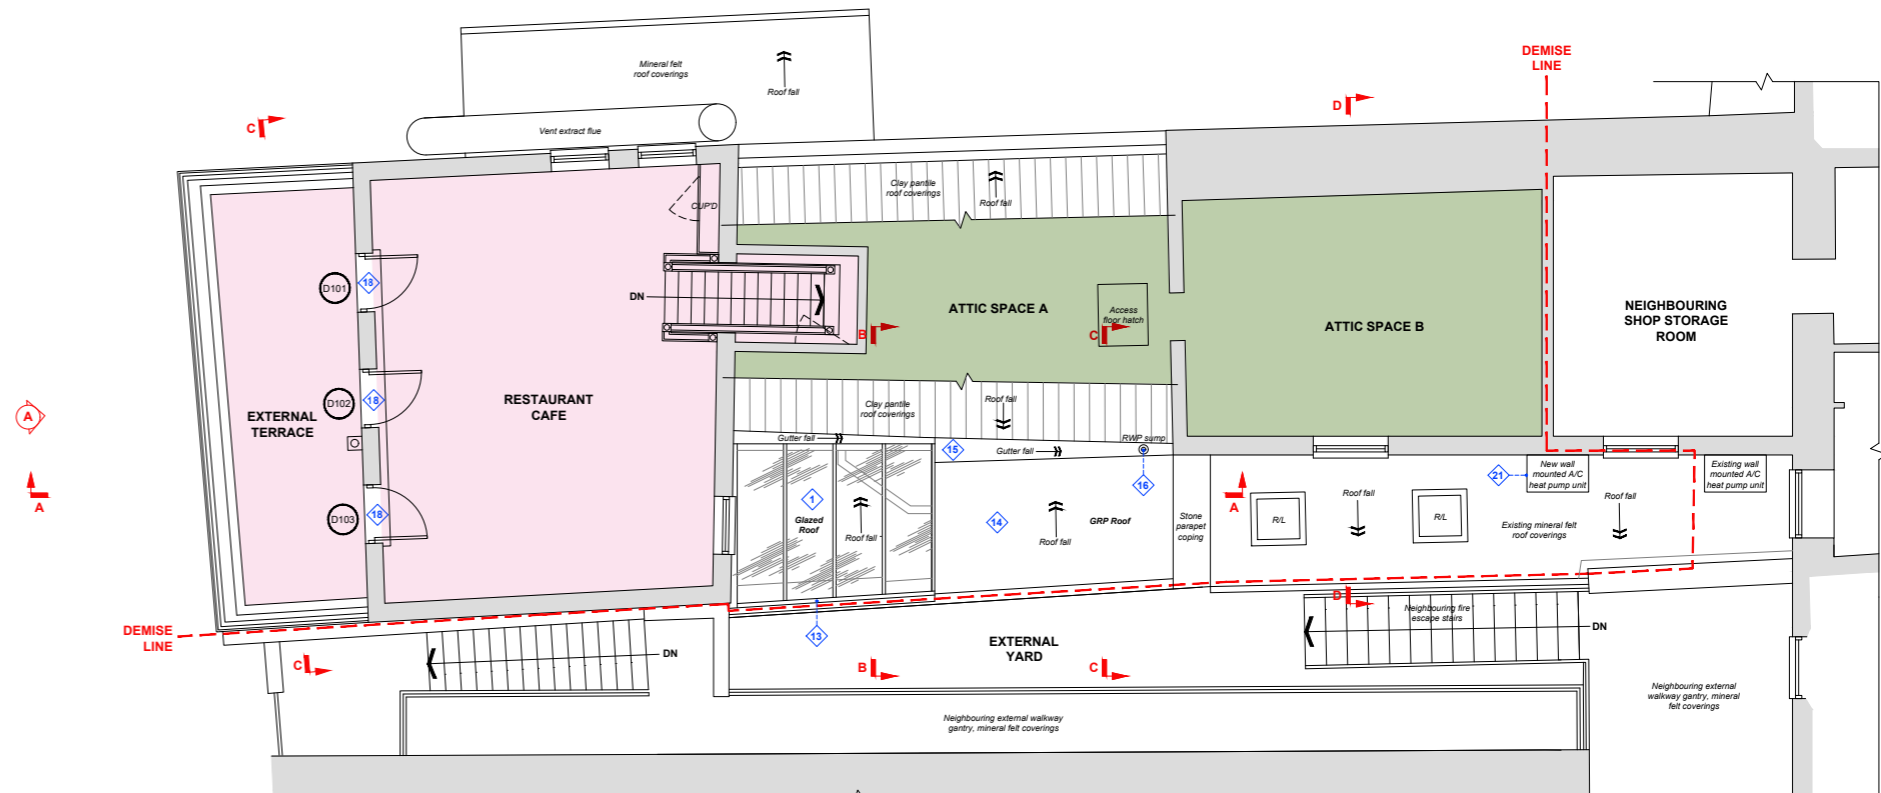 DEMISE
LINE
Mineral felt
roof coverings
Roof fall
D
C
Vent extract flue
Clay pantile
roof coverings
Roof fall
CUP'D
D101
18
DN
ATTIC SPACE A
Access
floor hatch
B
C
ATTIC SPACE B
NEIGHBOURING
SHOP STORAGE
ROOM
RESTAURANT
CAFE
EXTERNAL
TERRACE
D102
18
A
Clay pantile
roof coverings
Roof fall
Gutter fall
15
Gutter fall
RWP sump
16
A
D103
18
1
Glazed
Roof
Roof fall
14
GRP Roof
Roof fall
Stone
parapet
coping
A
R/L
Roof fall
R/L
21
New wall
mounted A/C
heat pump unit
Existing wall
mounted A/C
heat pump unit
Roof fall
Existing mineral felt
roof coverings
DEMISE
LINE
13
D
Neighbouring fire
escape stairs
DN
EXTERNAL
YARD
DN
C
B
C
Neighbouring external walkway
gantry, mineral felt coverings
Neighbouring external
walkway gantry, mineral
felt coverings